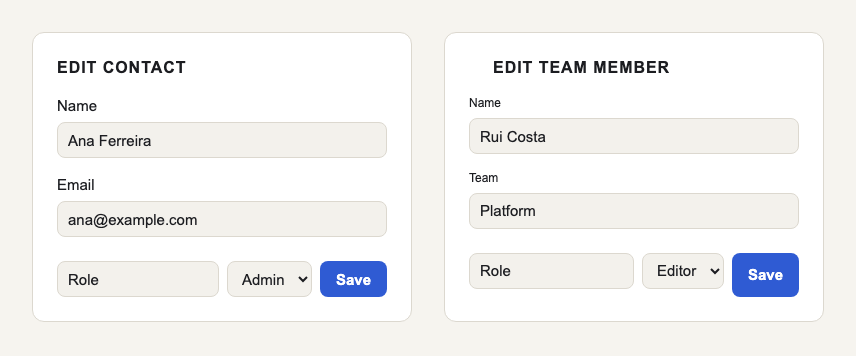 EDIT CONTACT
Name
Ana Ferreira
Email
ana@example.com
Role
Admin
Save
EDIT TEAM MEMBER
Name
Rui Costa
Team
Platform
Role
Editor
Save